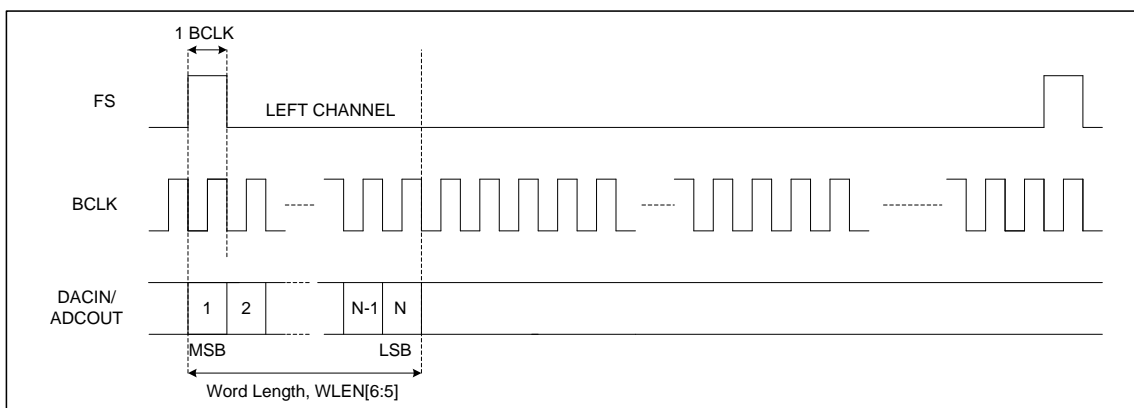 1 BCLK
FS
LEFT CHANNEL
BCLK
DACIN/
ADCOUT
1
2
N-1
N
MSB
LSB
Word Length, WLEN[6:5]